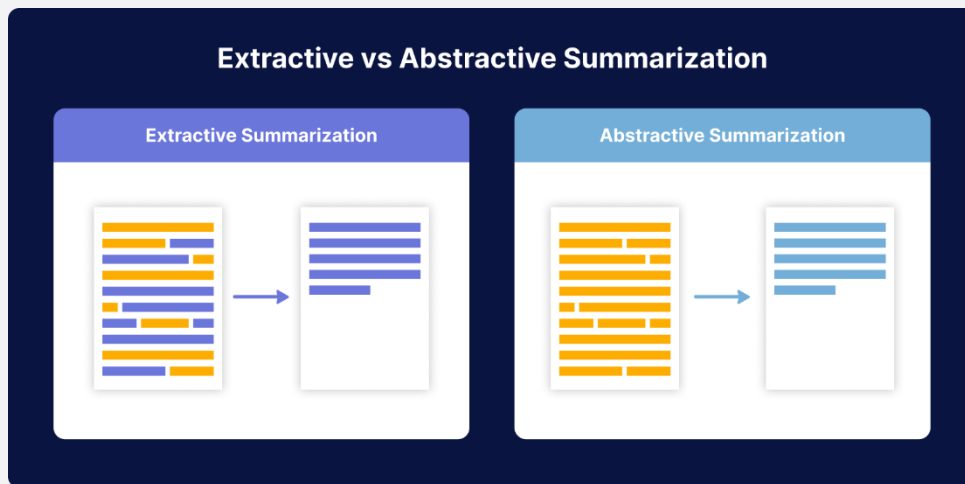 Extractive vs Abstractive Summarization
Extractive Summarization
Abstractive Summarization